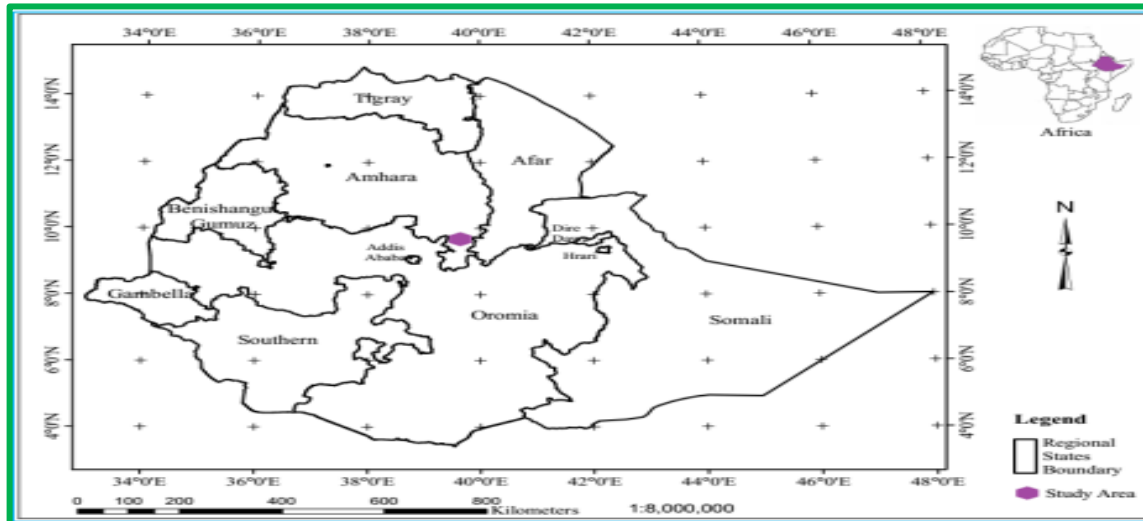 34°0'E 36°0'E 38°0'E 40°0'E 42°0'E 44°0'E 46°0'E 48°0'E
Africa
14°0'N 14°0'N
12°0'N 12°0'N
10°0'N 10°0'N
8°0'N 8°0'N
6°0'N 6°0'N
4°0'N 4°0'N
Tigray
Afar
Amhara
Benishangu
Gumuz
Dire
Addis
Ababa
Hrari
Gambella
Oromia
Somali
Southern
N
Legend
Regional
States
Boundary
Study Area
34°0'E 36°0'E 38°0'E 40°0'E 42°0'E 44°0'E 46°0'E 48°0'E
0 100 200 400 600 800
Kilometers
1:8,000,000